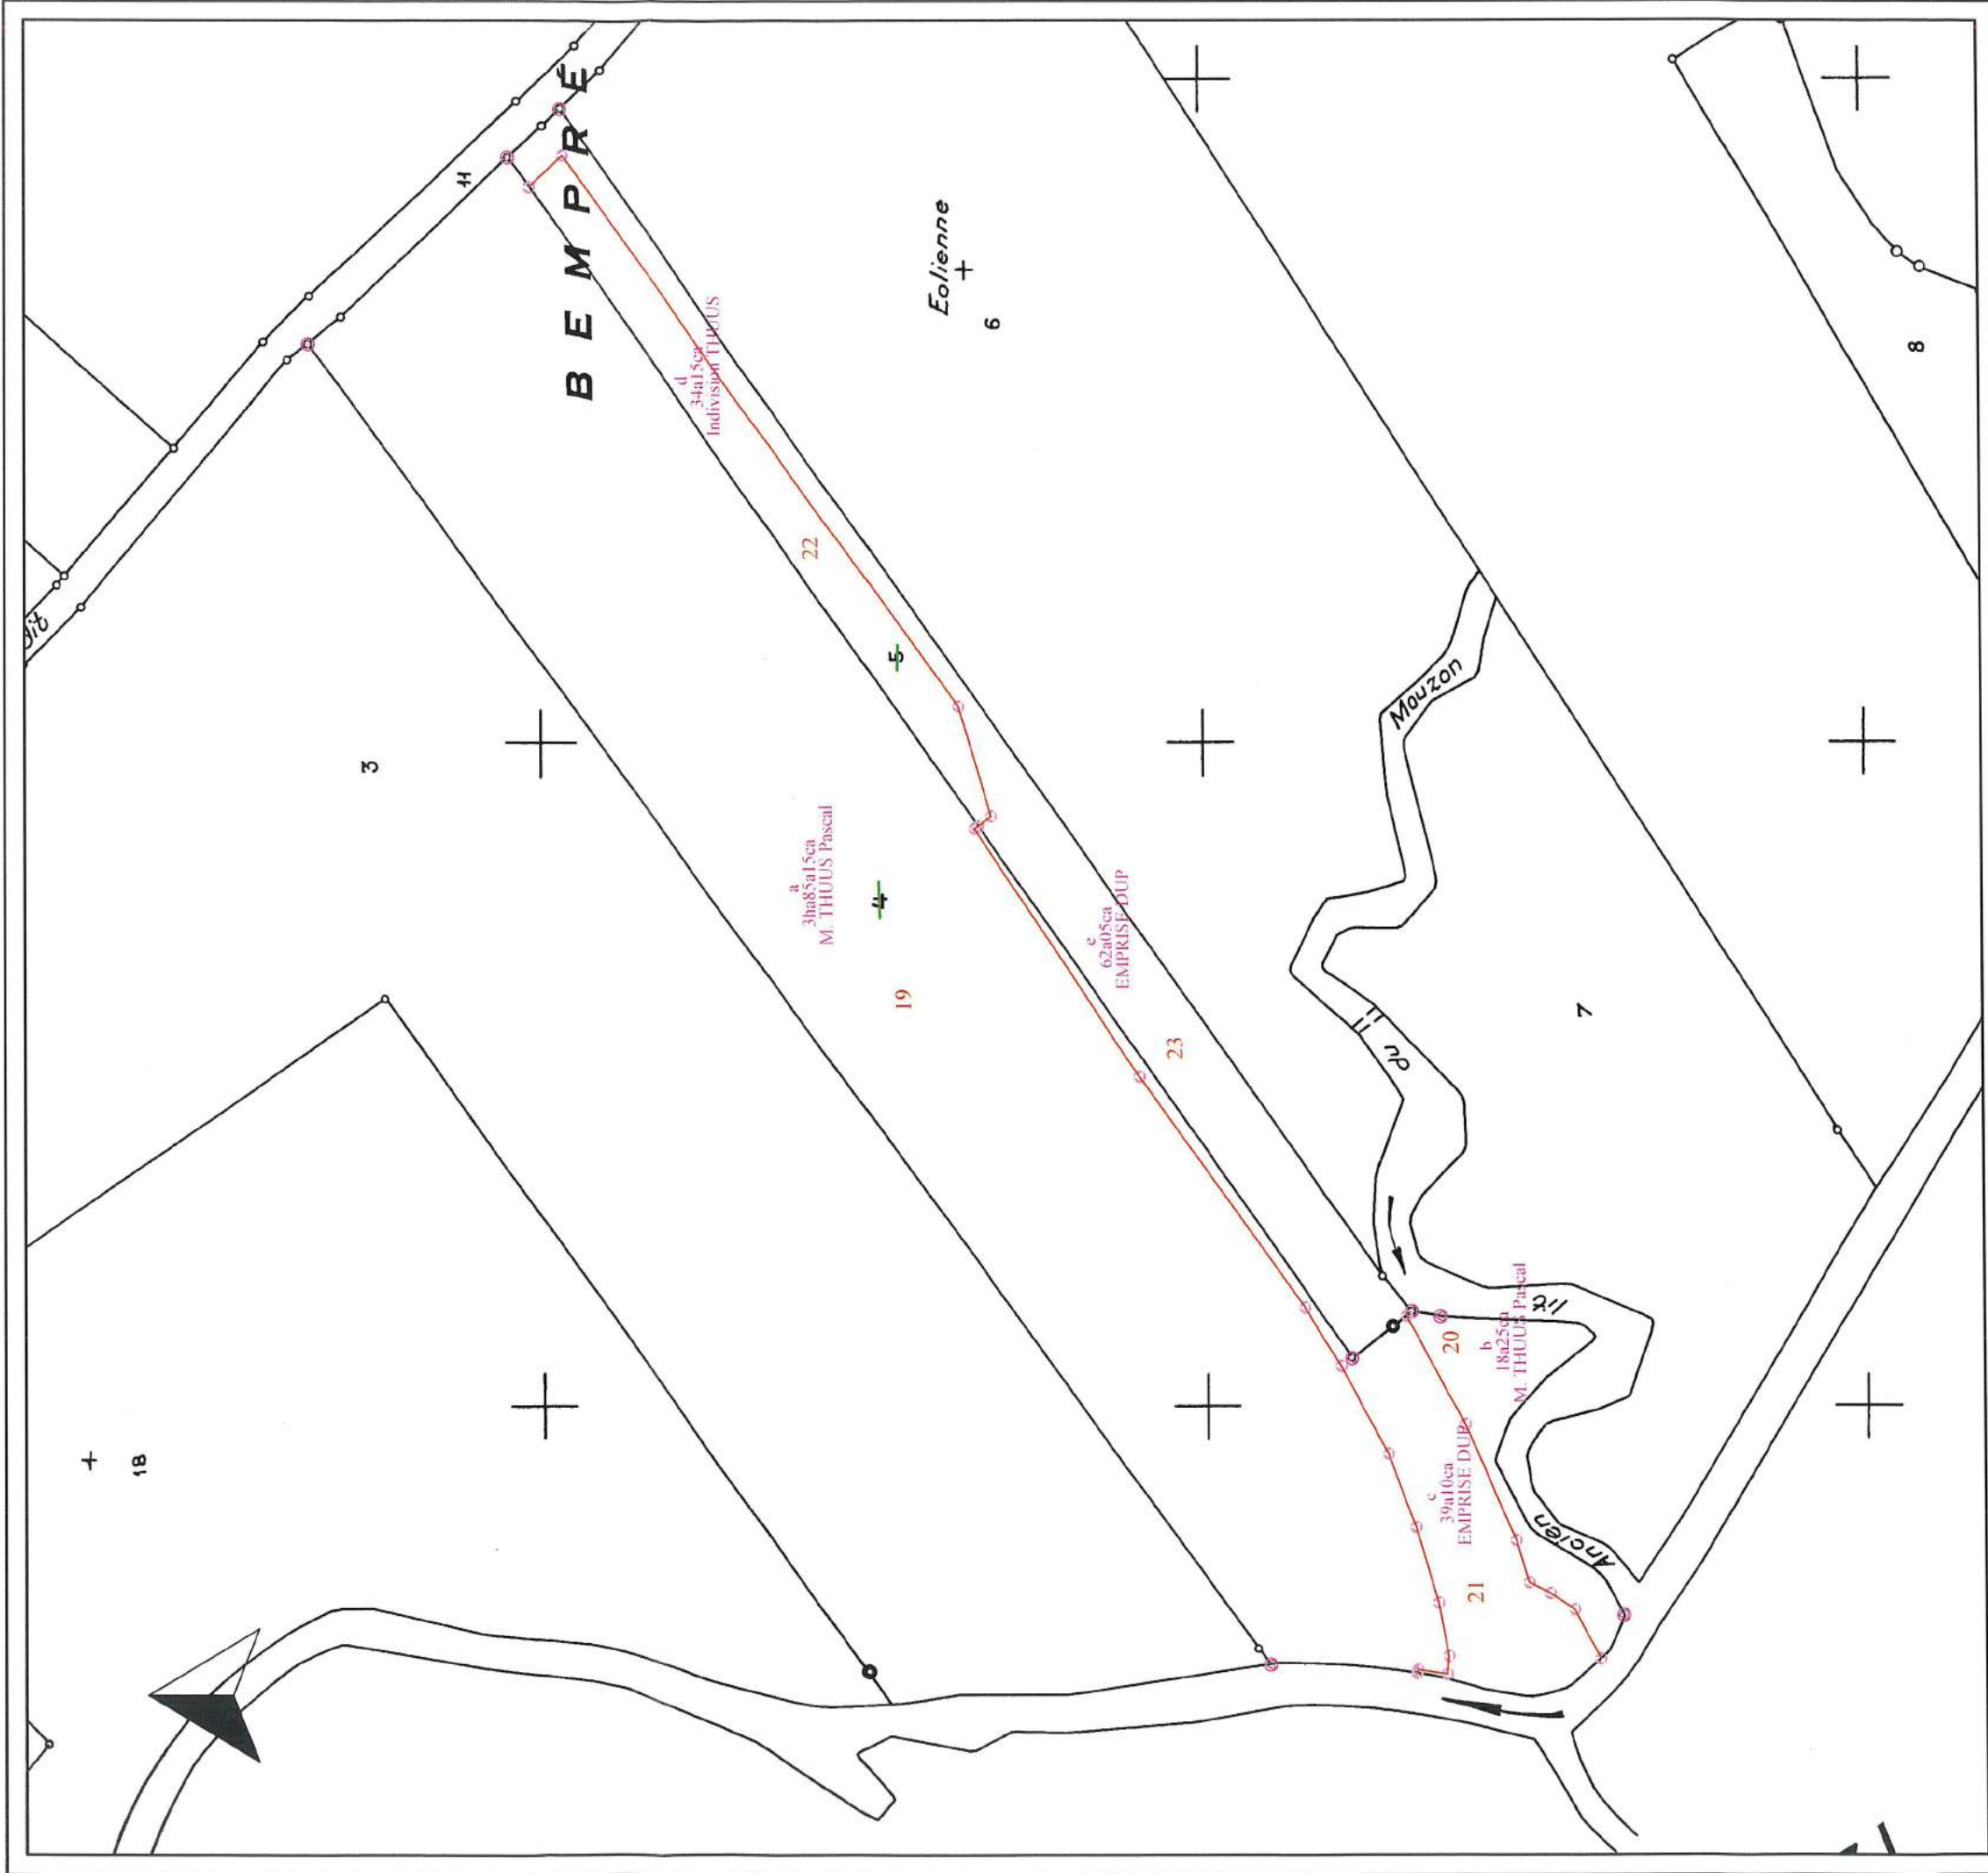 BEMPRÉ
11
dit
3
Eolienne
6
8
d
34a15ca
Indivision THUUS
22
5
a
3ha85a15ca
M. THUUS Pascal
4
19
e
62a05ca
EMPRISE DUP
23
Mouzon
du
7
lit
Ancien
20
b
18a25ca
M. THUUS Pascal
c
39a10ca
EMPRISE DUP
21
18